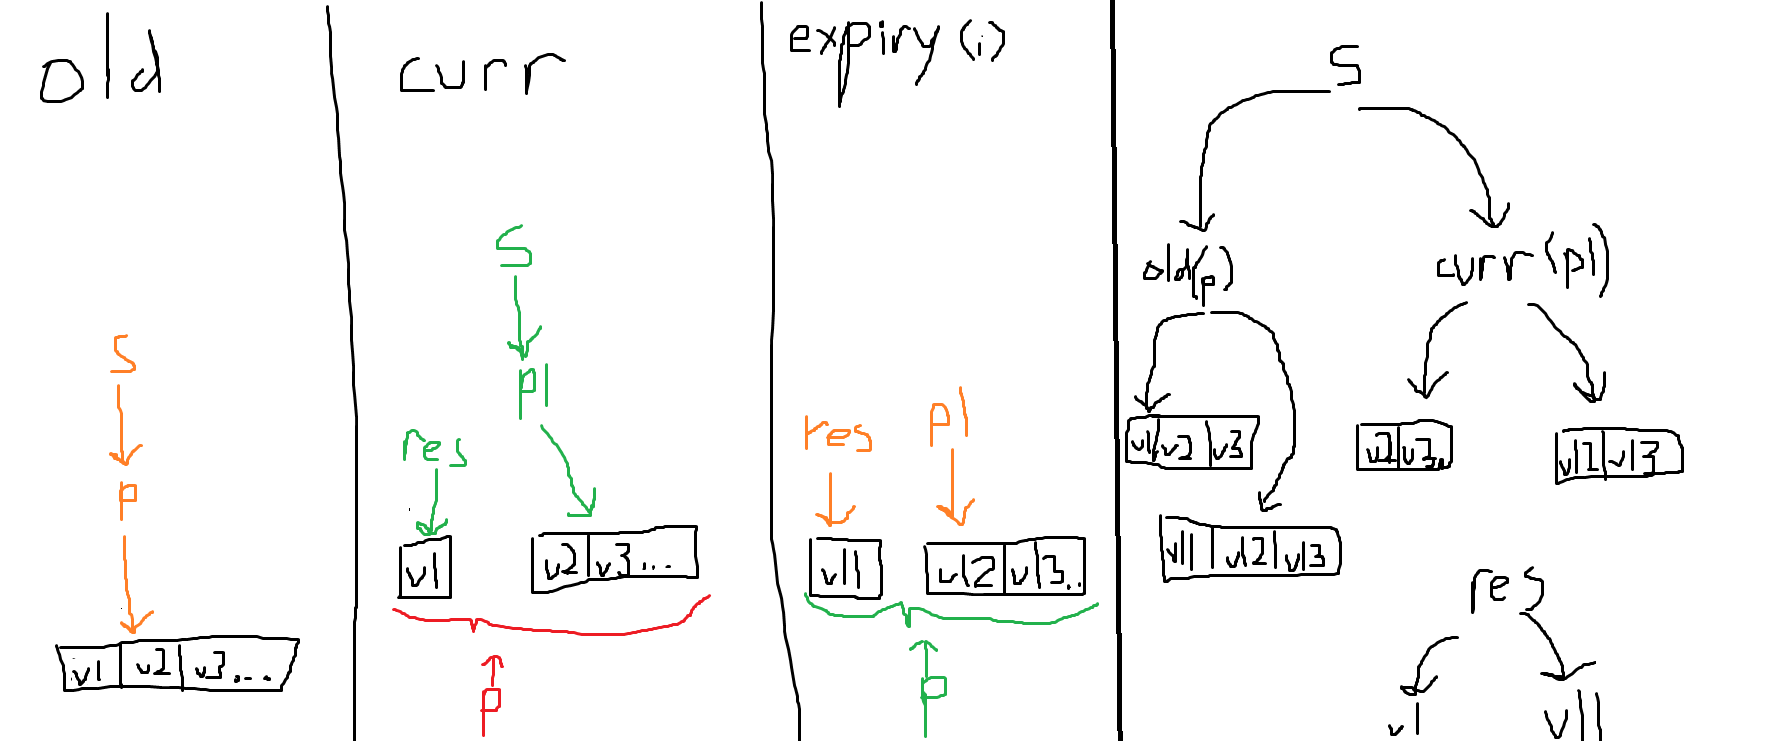 old
S
p
v1 v2 v3...
curr
S
p1
res
v1
v2 v3...
p
expiry(i)
res p1
v11
v12 v13..
p
S
old(p)
curr(p1)
v1 v2 v3
v2 v3..
v12 v13
v11 v12 v13
res
v1
v11